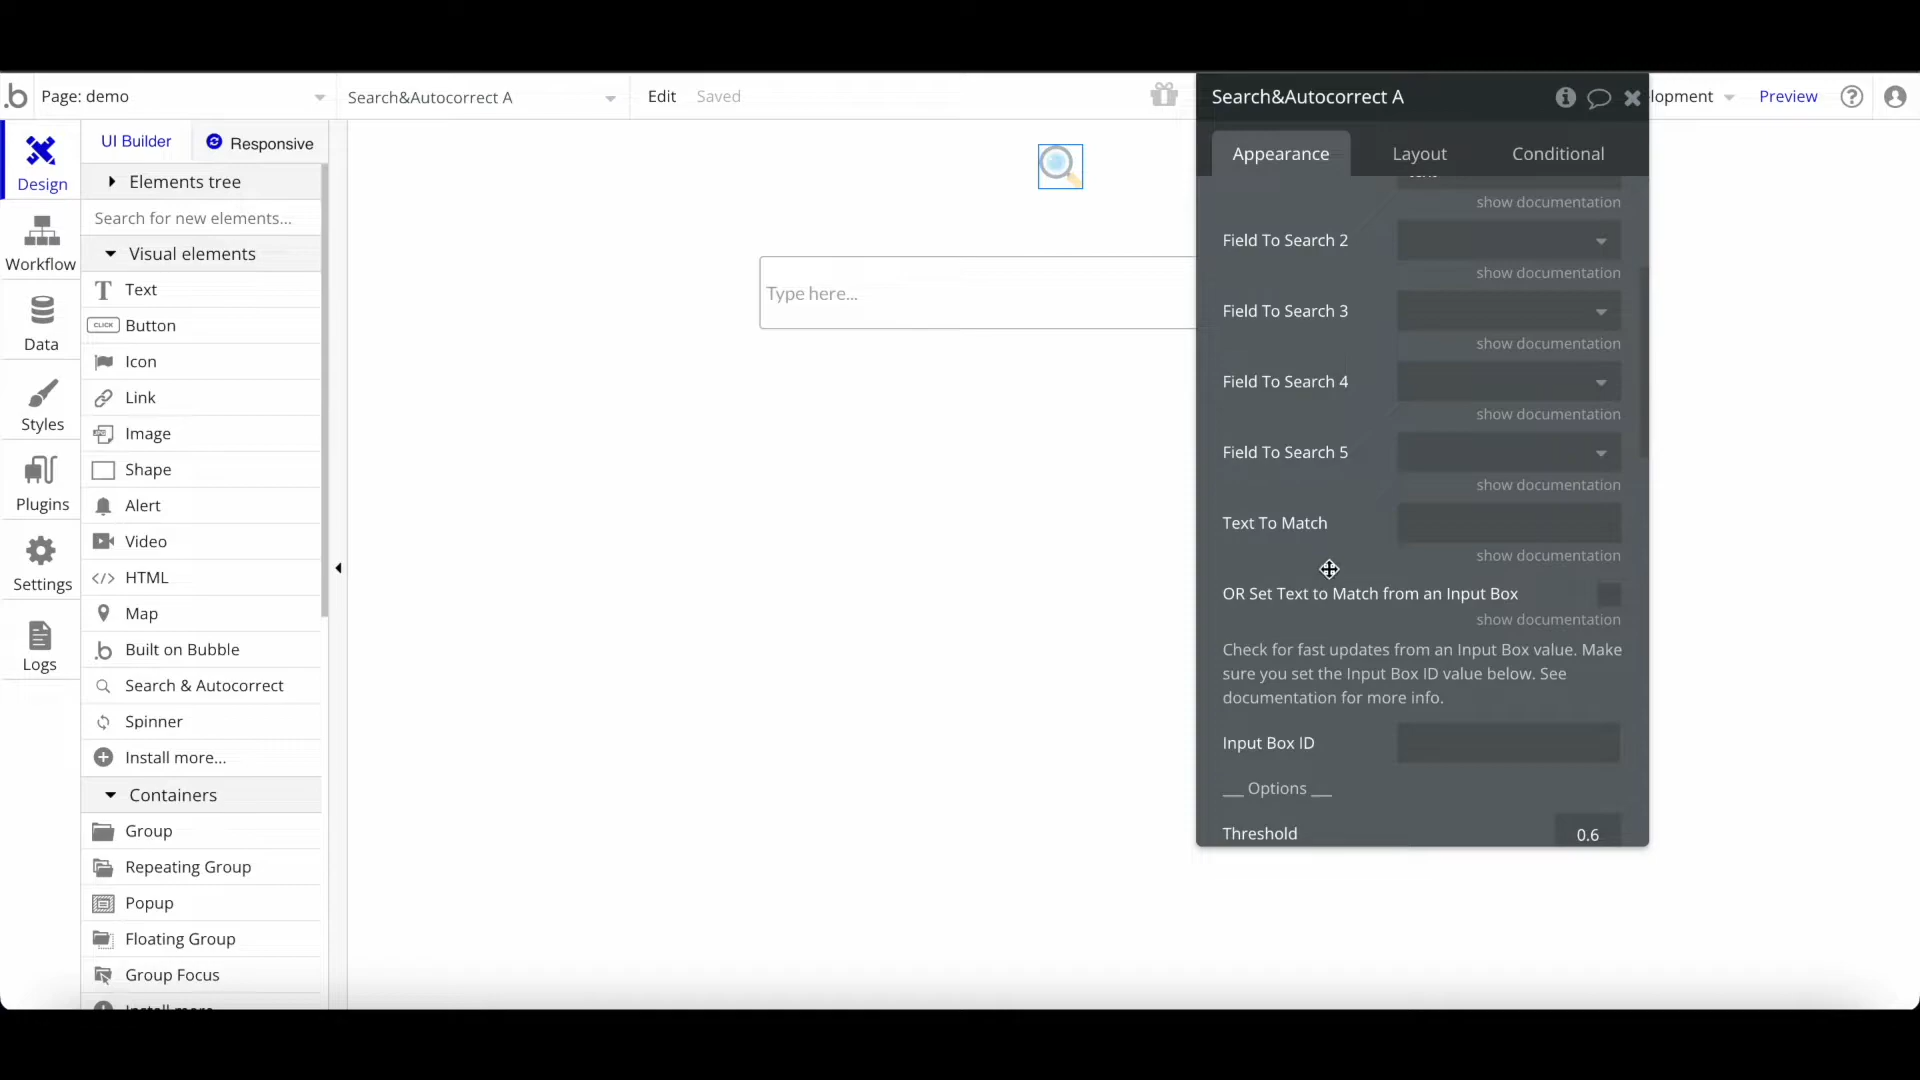 Page: demo
Search&Autocorrect A
Edit
Saved
Search&Autocorrect A
lopment
Preview
UI Builder
Responsive
Appearance
Layout
Conditional
Design
Elements tree
Search for new elements...
Visual elements
Workflow
Text
Button
Icon
Link
Image
Shape
Alert
Video
HTML
Map
Built on Bubble
Search & Autocorrect
Spinner
Install more...
Containers
Group
Repeating Group
Popup
Floating Group
Group Focus
Install more
Data
Styles
Plugins
Settings
Logs
CLICK
Type here...
text
show documentation
Field To Search 2
show documentation
Field To Search 3
show documentation
Field To Search 4
show documentation
Field To Search 5
show documentation
Text To Match
show documentation
OR Set Text to Match from an Input Box
show documentation
Check for fast updates from an Input Box value. Make
sure you set the Input Box ID value below. See
documentation for more info.
Input Box ID
___ Options ___
Threshold
0.6